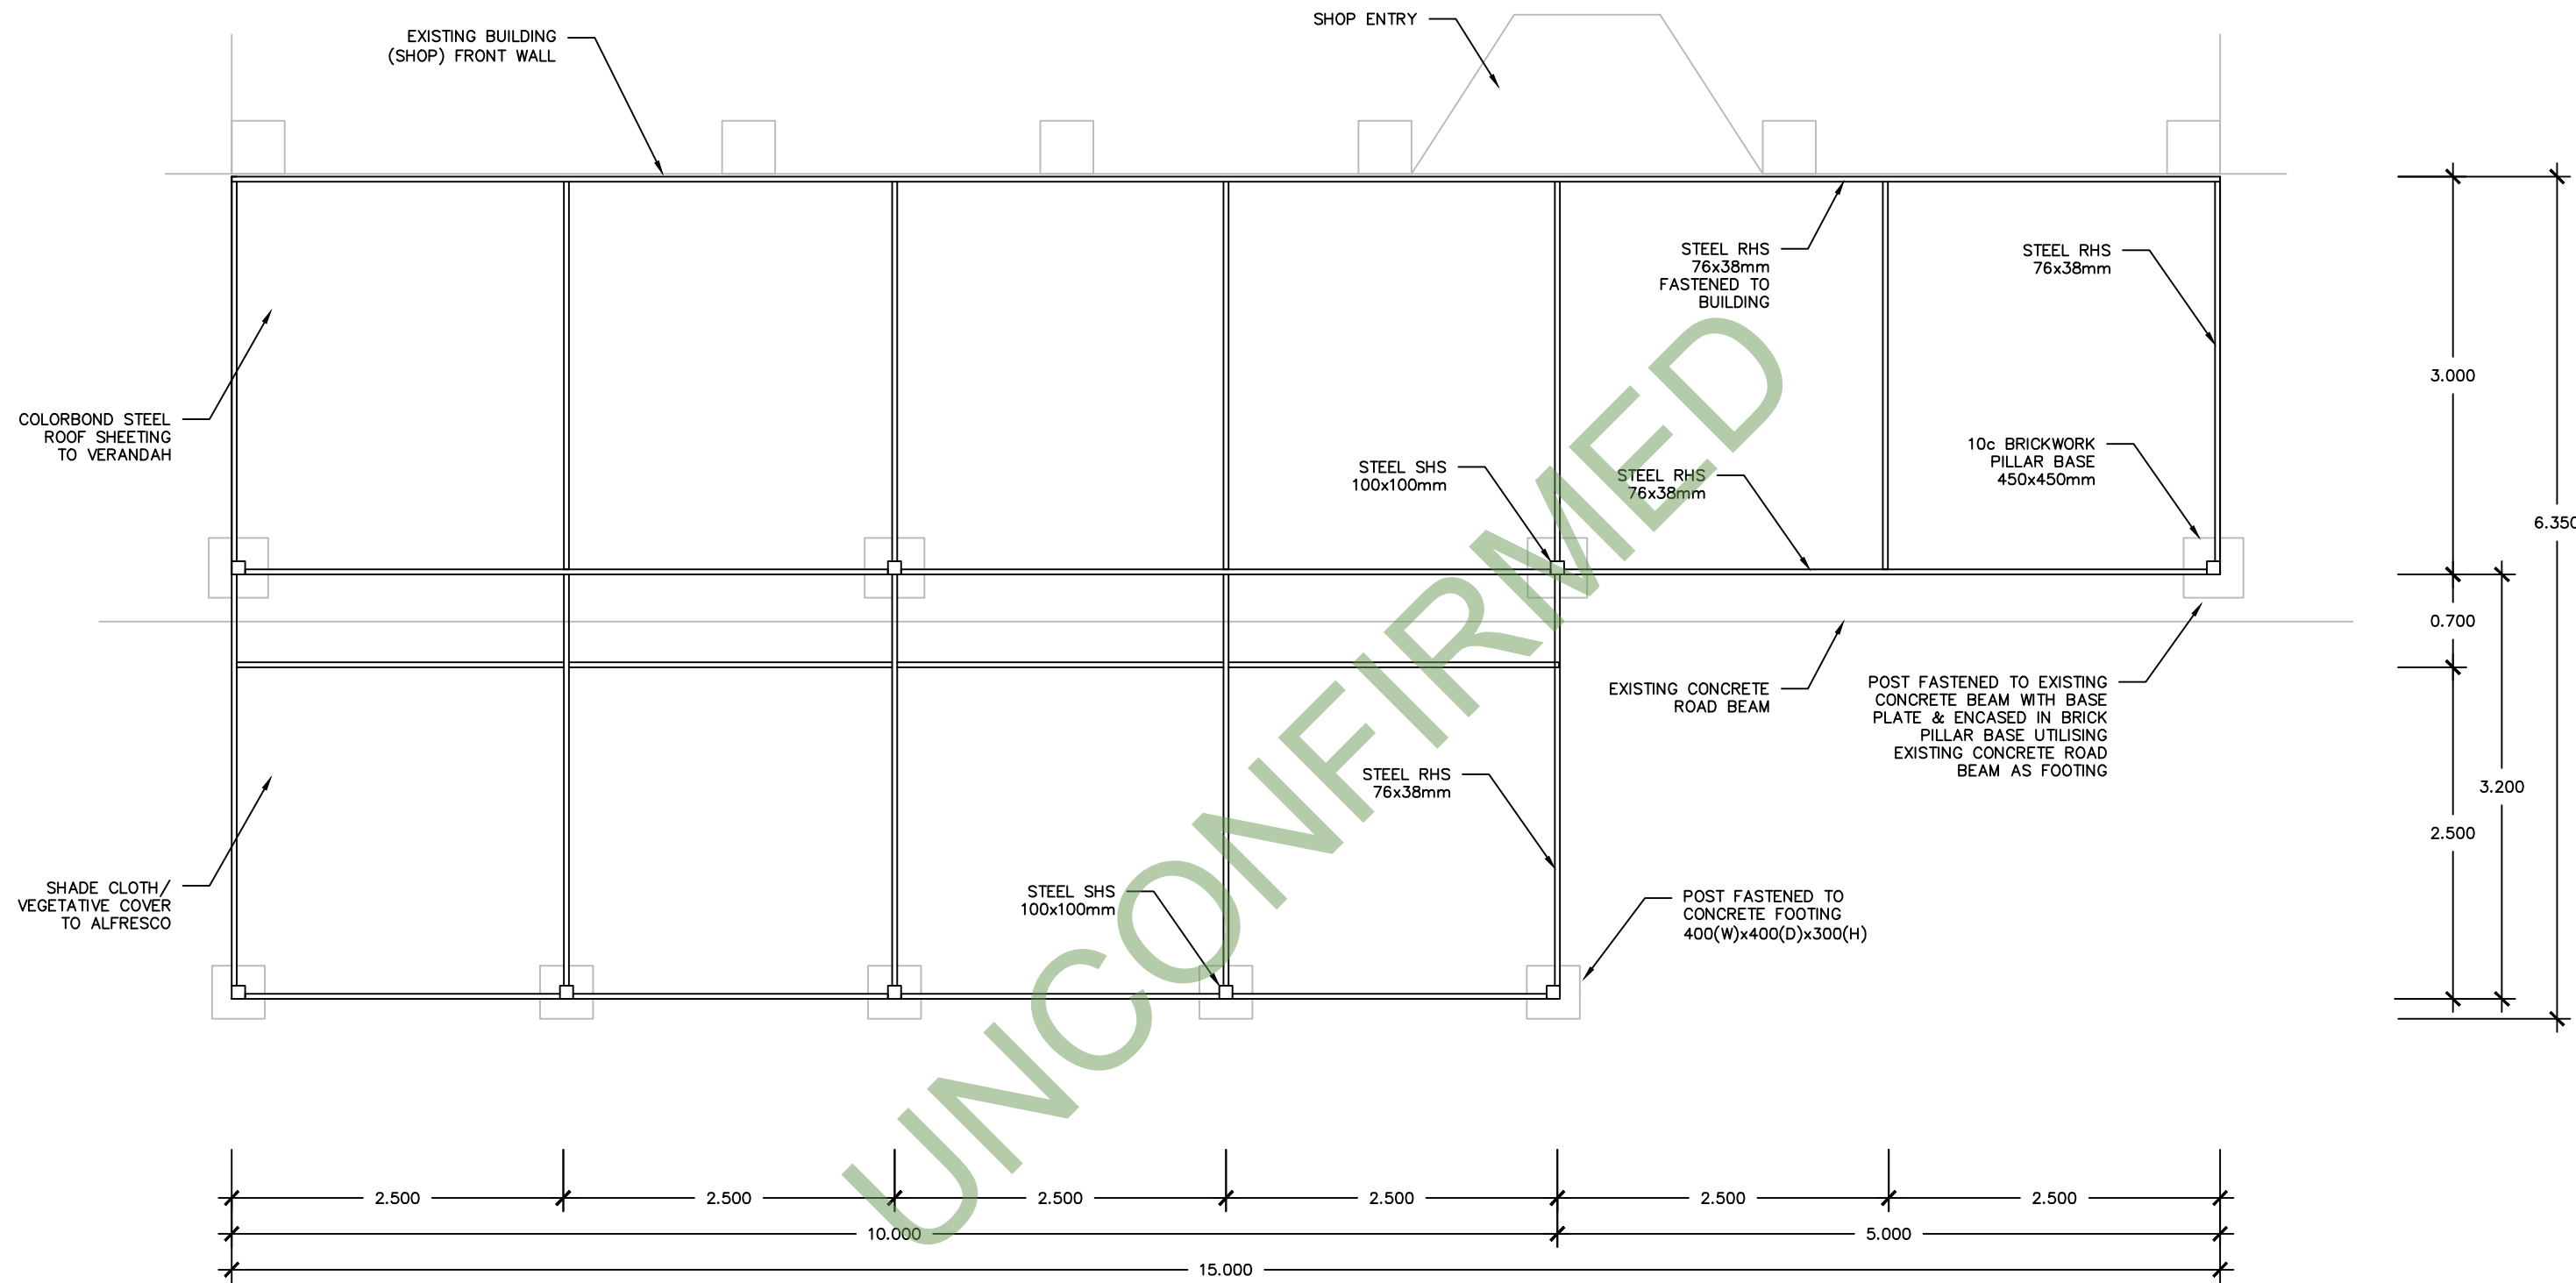 SHOP ENTRY
EXISTING BUILDING
(SHOP) FRONT WALL
STEEL RHS
76x38mm
FASTENED TO
BUILDING
STEEL RHS
76x38mm
3.000
COLORBOND STEEL
ROOF SHEETING
TO VERANDAH
STEEL SHS
100x100mm
STEEL RHS
76x38mm
10c BRICKWORK
PILLAR BASE
450x450mm
6.350
0.700
EXISTING CONCRETE
ROAD BEAM
POST FASTENED TO EXISTING
CONCRETE BEAM WITH BASE
PLATE & ENCASED IN BRICK
PILLAR BASE UTILISING
EXISTING CONCRETE ROAD
BEAM AS FOOTING
STEEL RHS
76x38mm
3.200
2.500
SHADE CLOTH/
VEGETATIVE COVER
TO ALFRESCO
STEEL SHS
100x100mm
POST FASTENED TO
CONCRETE FOOTING
400(W)x400(D)x300(H)
UNCONFIRMED
2.500
2.500
2.500
2.500
2.500
2.500
10.000
5.000
15.000